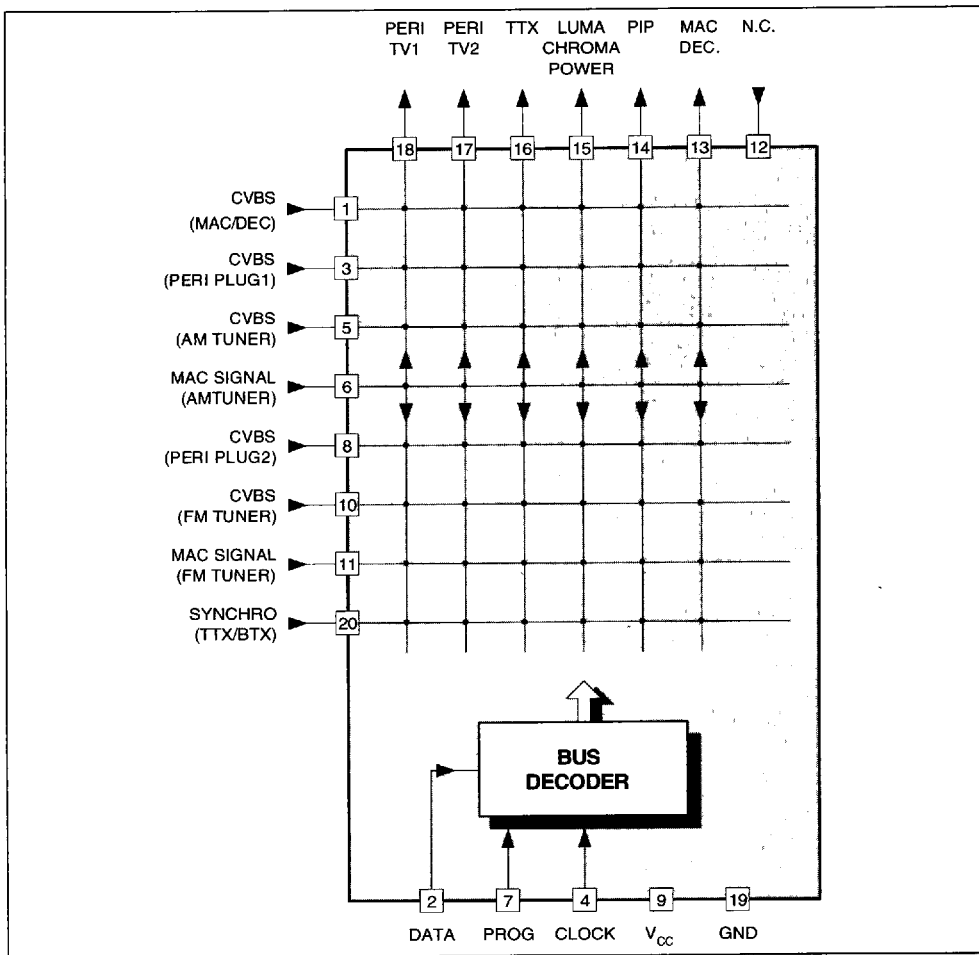 PERI PERI TTX LUMA PIP MAC N.C.
TV1 TV2 CHROMA DEC.
POWER
18 17 16 15 14 13 12
CVBS
(MAC/DEC)
1
CVBS
(PERI PLUG1)
3
CVBS
(AM TUNER)
5
MAC SIGNAL
(AMTUNER)
6
CVBS
(PERI PLUG2)
8
CVBS
(FM TUNER)
10
MAC SIGNAL
(FM TUNER)
11
SYNCHRO
(TTX/BTX)
20
BUS
DECODER
2 7 4 9 19
DATA PROG CLOCK VCC GND